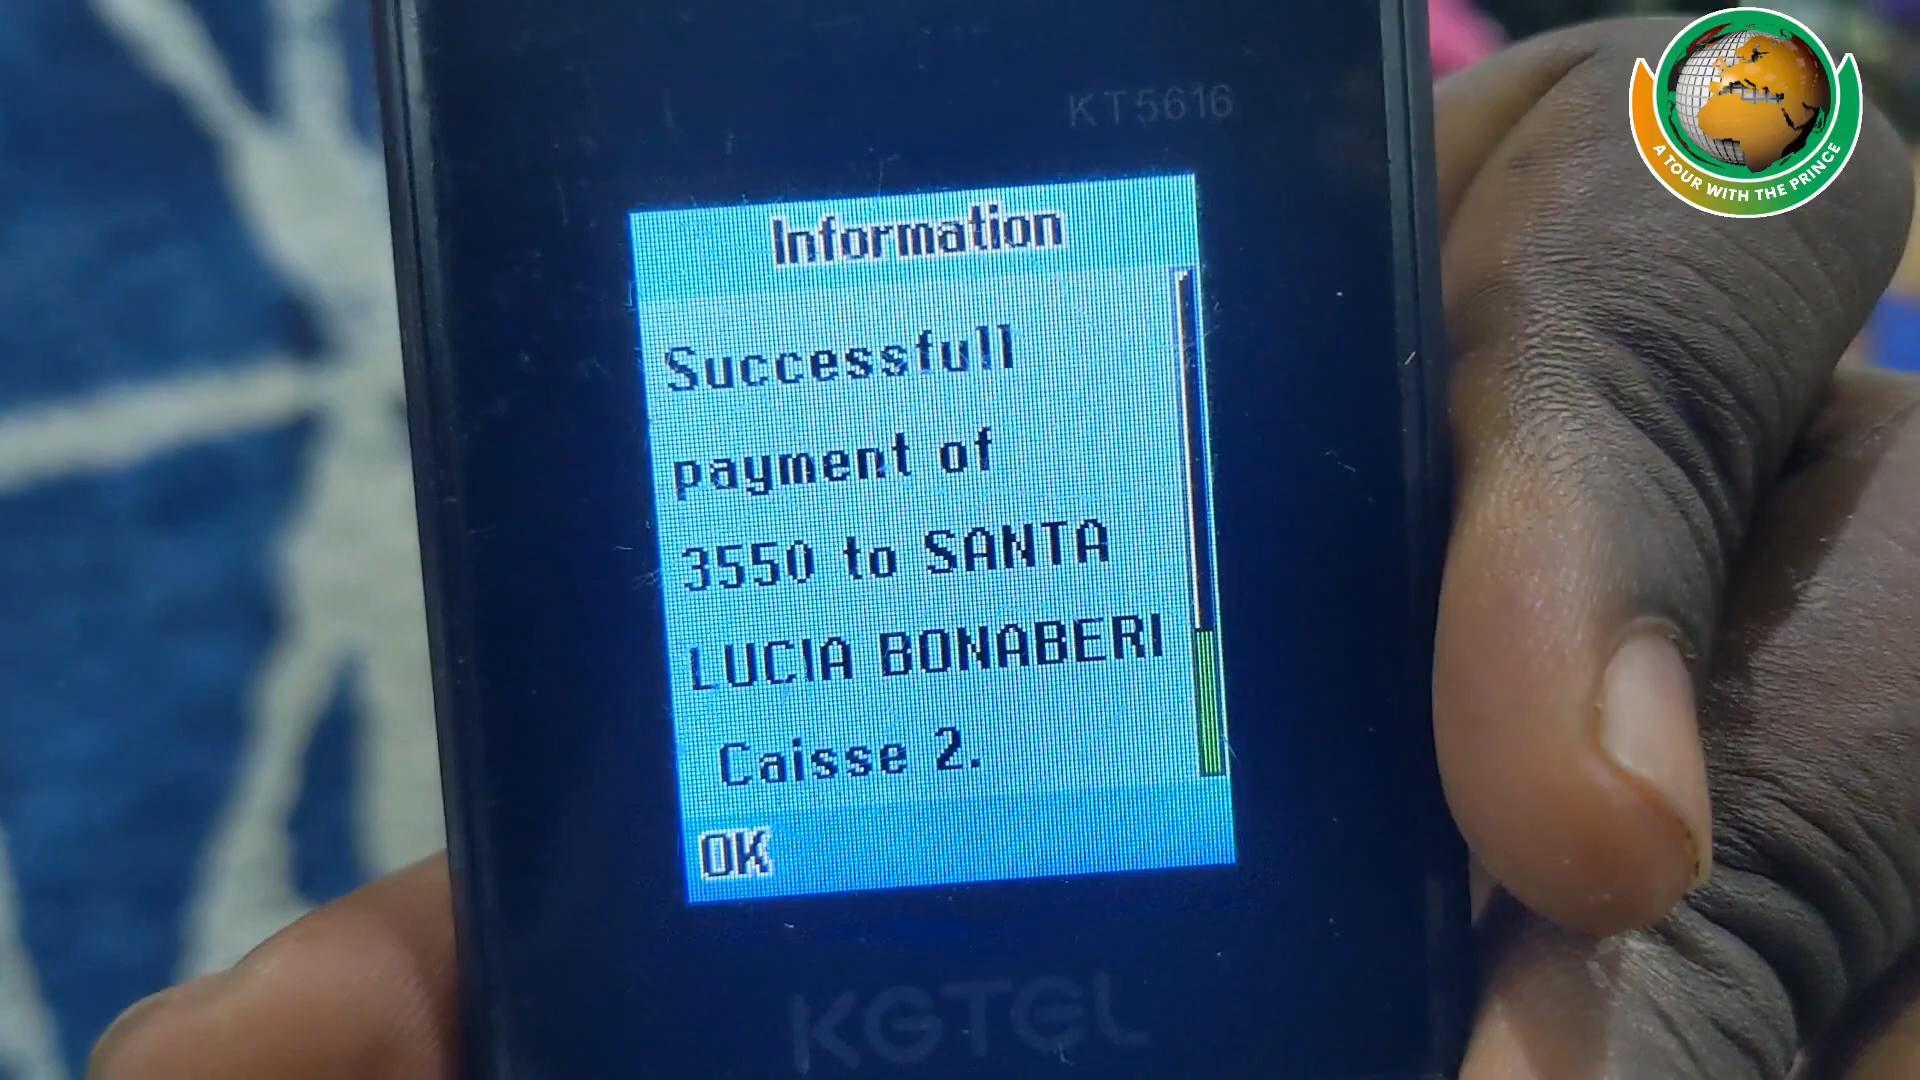 A TOUR WITH THE PRINCE
KT5616
Information
Successfull
payment of
3550 to SANTA
LUCIA BONABERI
Caisse 2.
OK
KGTEL